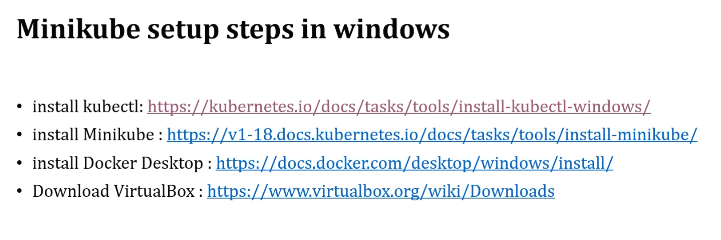 Minikube setup steps in windows
• install kubectl: https://kubernetes.io/docs/tasks/tools/install-kubectl-windows/
• install Minikube : https://v1-18.docs.kubernetes.io/docs/tasks/tools/install-minikube/
• install Docker Desktop : https://docs.docker.com/desktop/windows/install/
• Download VirtualBox : https://www.virtualbox.org/wiki/Downloads